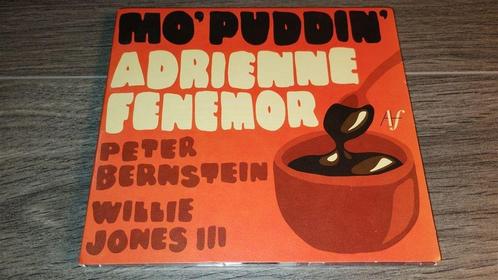 MO' PUDDIN'
ADRIENNE
FENEMOR
Af
PETER
BERNSTEIN
WILLIE
JONES III